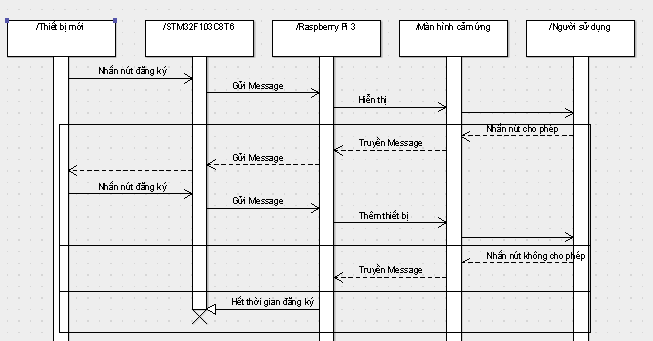 /Thiết bị mới
/STM32F103C8T6
/Raspberry Pi 3
/Màn hình cảm ứng
/Người sử dụng
Nhấn nút đăng ký
Gửi Message
Hiển thị
Nhấn nút cho phép
Truyền Message
Gửi Message
Nhấn nút đăng ký
Gửi Message
Thêm thiết bị
Nhấn nút không cho phép
Truyền Message
Hết thời gian đăng ký